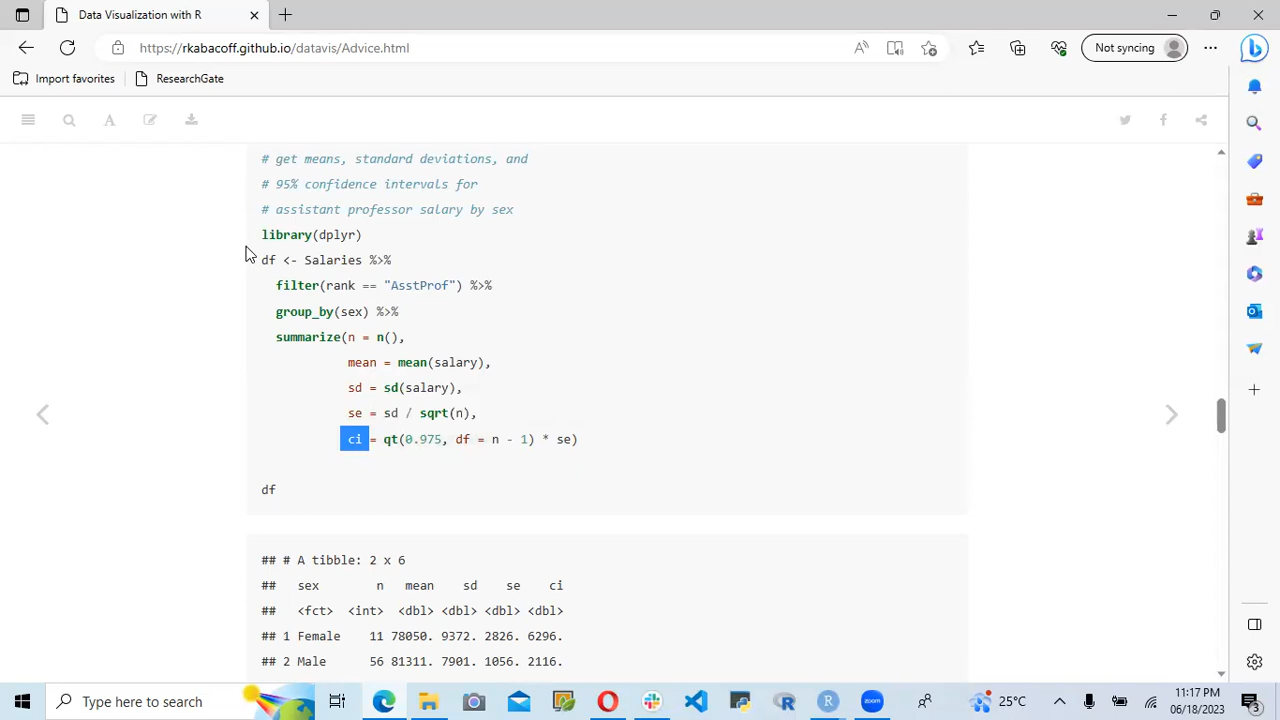 Data Visualization with R
https://rkabacoff.github.io/datavis/Advice.html
Not syncing
Import favorites
ResearchGate
# get means, standard deviations, and
# 95% confidence intervals for
# assistant professor salary by sex
library(dplyr)
df <- Salaries %>%
filter(rank == "AsstProf") %>%
group_by(sex) %>%
summarize(n = n(),
mean = mean(salary),
sd = sd(salary),
se = sd / sqrt(n),
ci = qt(0.975, df = n - 1) * se)
df
## # A tibble: 2 x 6
##   sex        n   mean    sd    se    ci
##   <fct>  <int>  <dbl> <dbl> <dbl> <dbl>
## 1 Female    11 78050. 9372. 2826. 6296.
## 2 Male      56 81311. 7901. 1056. 2116.
Type here to search
zoom
25°C
11:17 PM
06/18/2023
3